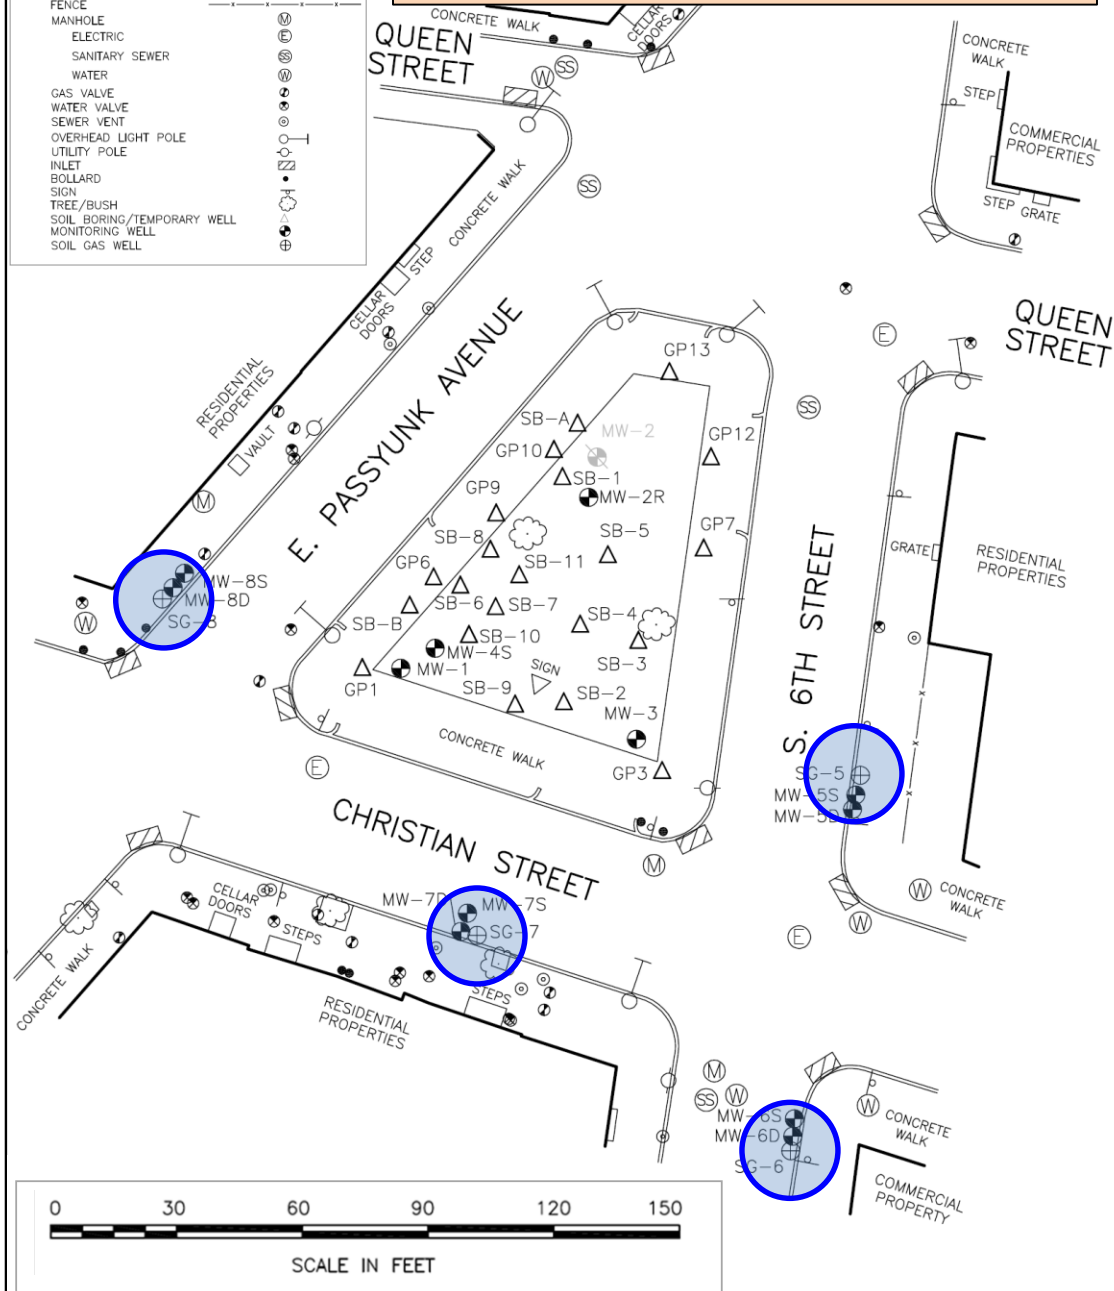 FENCE
MANHOLE
M
ELECTRIC
E
SANITARY SEWER
SS
WATER
W
GAS VALVE
WATER VALVE
SEWER VENT
OVERHEAD LIGHT POLE
UTILITY POLE
INLET
BOLLARD
SIGN
TREE/BUSH
SOIL BORING/TEMPORARY WELL
MONITORING WELL
SOIL GAS WELL
CONCRETE WALK
CELLAR
DOORS
QUEEN
STREET
W
SS
SS
CONCRETE
WALK
STEP
COMMERCIAL
PROPERTIES
STEP GRATE
CONCRETE WALK
STEP
CELLAR
DOORS
RESIDENTIAL
PROPERTIES
VAULT
M
E. PASSYUNK AVENUE
QUEEN
STREET
E
SS
GP13
SB-A
MW-2
GP10
GP12
SB-1
MW-2R
GP9
SB-8
SB-5
GP7
GP6
SB-11
SB-6
SB-7
SB-B
SB-4
SB-10
MW-4S
SB-3
GP1
MW-1
SIGN
SB-9
SB-2
MW-3
GP3
CONCRETE WALK
MW-8S
MW-8D
SG-8
W
GRATE
RESIDENTIAL
PROPERTIES
S. 6TH STREET
SG-5
MW-5S
MW-5D
E
CHRISTIAN STREET
M
W
CONCRETE
WALK
W
E
CELLAR
DOORS
STEPS
MW-7D
MW-7S
SG-7
STEPS
CONCRETE WALK
RESIDENTIAL
PROPERTIES
M
SS
W
MW-6S
MW-6D
SG-6
W
CONCRETE
WALK
COMMERCIAL
PROPERTY
0 30 60 90 120 150
SCALE IN FEET